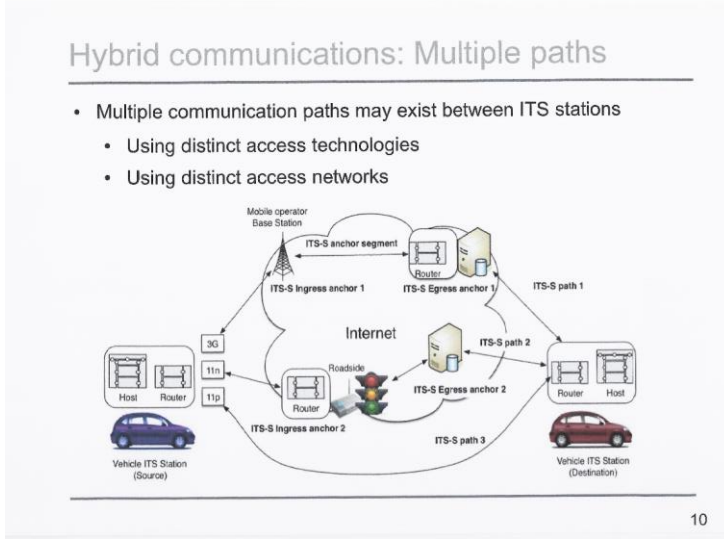 Hybrid communications: Multiple paths
• Multiple communication paths may exist between ITS stations
• Using distinct access technologies
• Using distinct access networks
Mobile operator
Base Station
ITS-S anchor segment
Router
ITS-S Ingress anchor 1
ITS-S Egress anchor 1
ITS-S path 1
3G
Internet
ITS-S path 2
11n
Roadside
Host
Router
11p
Router
ITS-S Egress anchor 2
Router
Host
ITS-S Ingress anchor 2
ITS-S path 3
Vehicle ITS Station
(Source)
Vehicle ITS Station
(Destination)
10